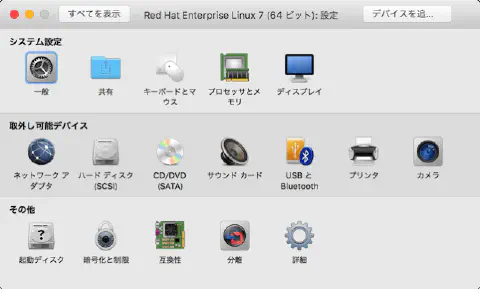 すべてを表示
Red Hat Enterprise Linux 7 (64 ビット): 設定
デバイスを追...
システム設定
一般
共有
キーボードとマ
ウス
プロセッサとメ
モリ
ディスプレイ
取外し可能デバイス
ネットワーク ア
ダプタ
ハード ディスク
(SCSI)
CD/DVD
(SATA)
サウンド カード
USB と
Bluetooth
プリンタ
カメラ
その他
起動ディスク
暗号化と制限
互換性
分離
詳細